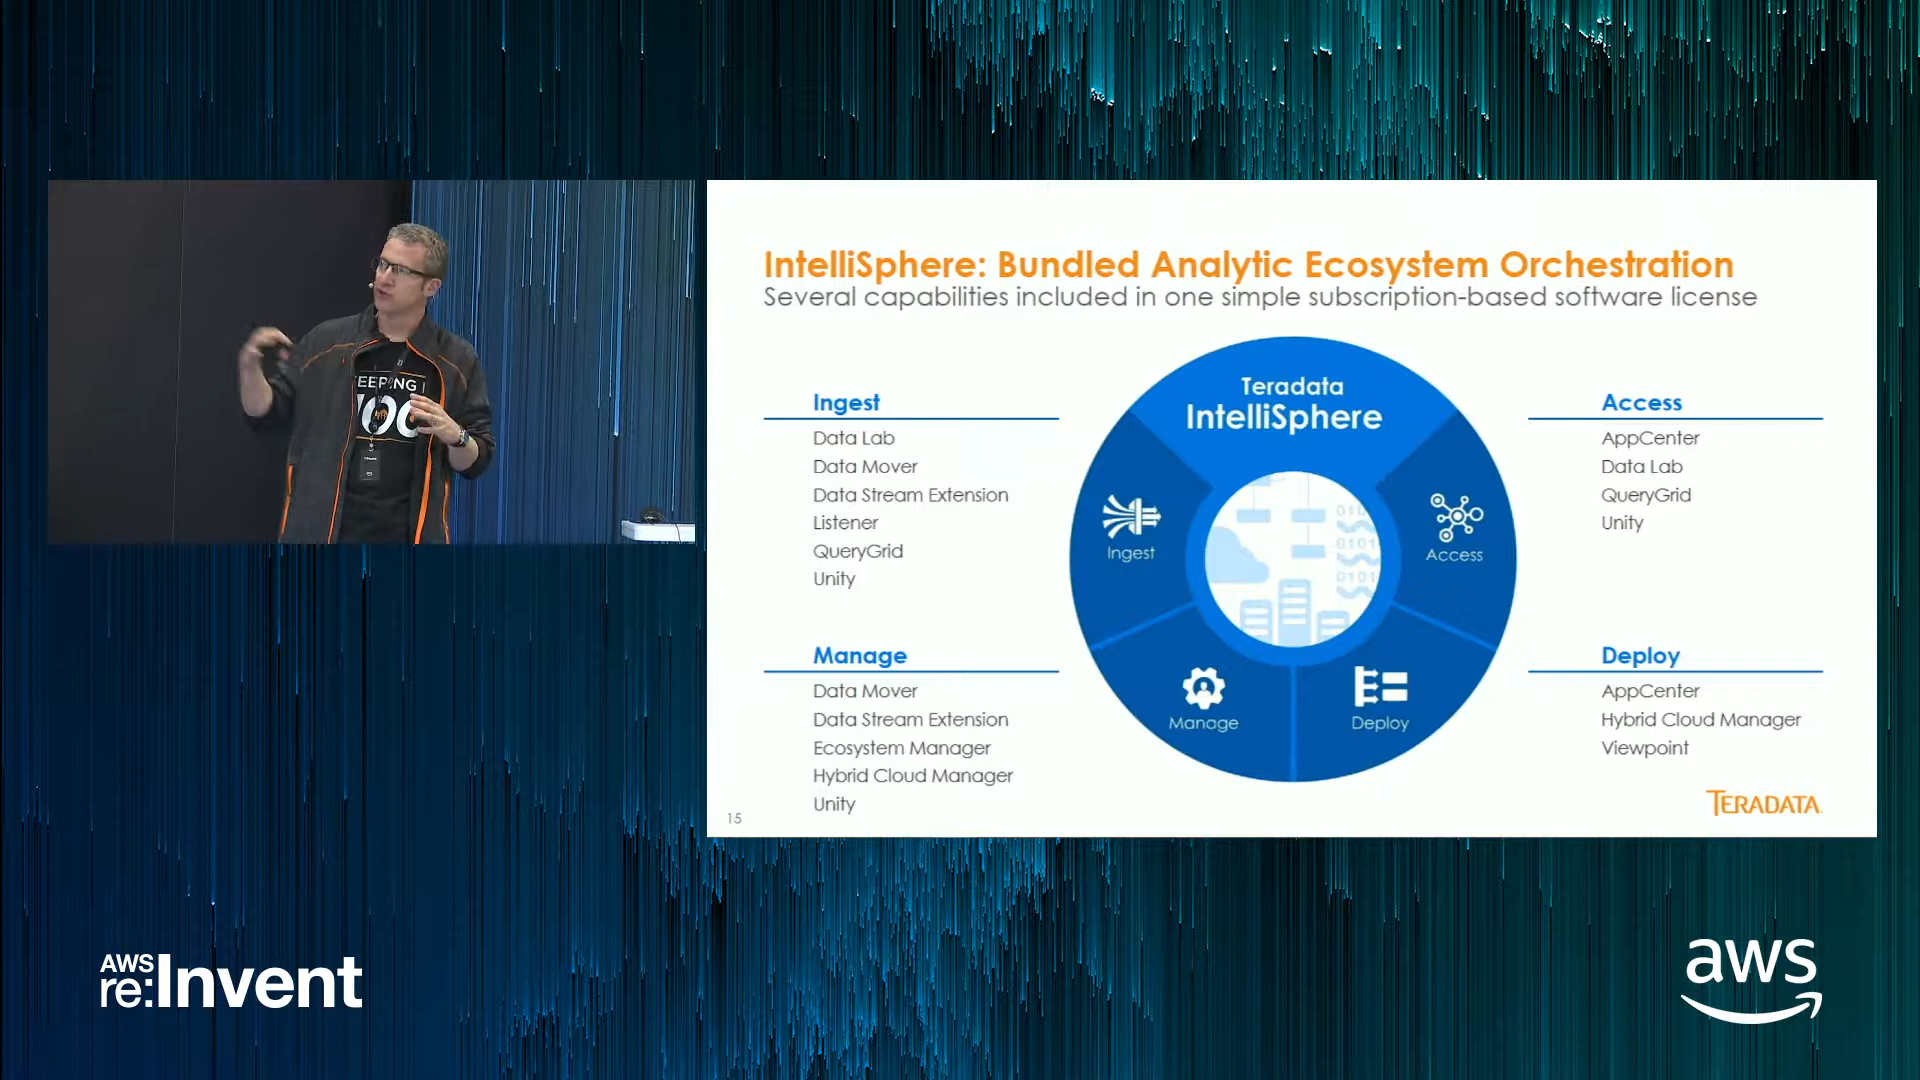 IntelliSphere: Bundled Analytic Ecosystem Orchestration
Several capabilities included in one simple subscription-based software license
Ingest
Data Lab
Data Mover
Data Stream Extension
Listener
QueryGrid
Unity
Manage
Data Mover
Data Stream Extension
Ecosystem Manager
Hybrid Cloud Manager
Unity
Teradata
IntelliSphere
Ingest
Access
Manage
Deploy
Access
AppCenter
Data Lab
QueryGrid
Unity
Deploy
AppCenter
Hybrid Cloud Manager
Viewpoint
TERADATA
15
AWS
re:Invent
aws